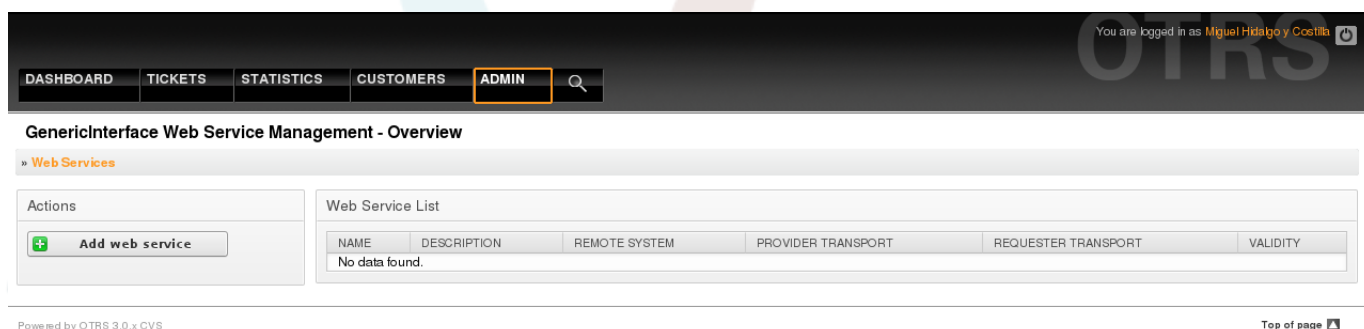 OTRS
You are logged in as Miguel Hidalgo y Costilla
DASHBOARD TICKETS STATISTICS CUSTOMERS ADMIN
GenericInterface Web Service Management - Overview
» Web Services
Actions
Add web service
Web Service List
NAME DESCRIPTION REMOTE SYSTEM PROVIDER TRANSPORT REQUESTER TRANSPORT VALIDITY
No data found.
Powered by OTRS 3.0.x CVS
Top of page